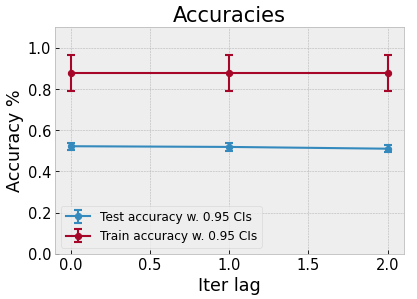 Accuracies
Accuracy %
1.0
0.8
0.6
0.4
0.2
0.0
Test accuracy w. 0.95 CIs
Train accuracy w. 0.95 CIs
0.0 0.5 1.0 1.5 2.0
Iter lag